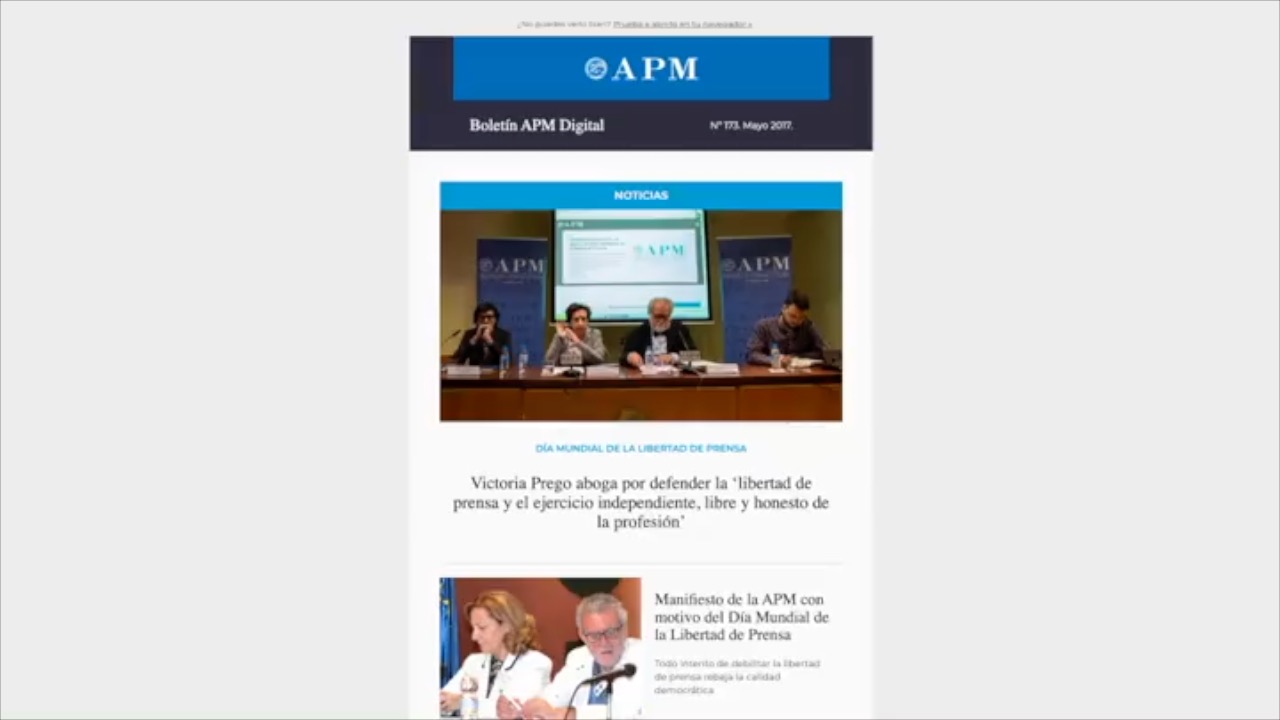 ¿No puedes verlo bien? Prueba a abrirlo en tu navegador »
APM
Boletín APM Digital
Nº 173. Mayo 2017.
NOTICIAS
APM
APM
APM
APM
DÍA MUNDIAL DE LA LIBERTAD DE PRENSA
Victoria Prego aboga por defender la ‘libertad de
prensa y el ejercicio independiente, libre y honesto de
la profesión’
Manifiesto de la APM con
motivo del Día Mundial de
la Libertad de Prensa
Todo intento de debilitar la libertad
de prensa rebaja la calidad
democrática